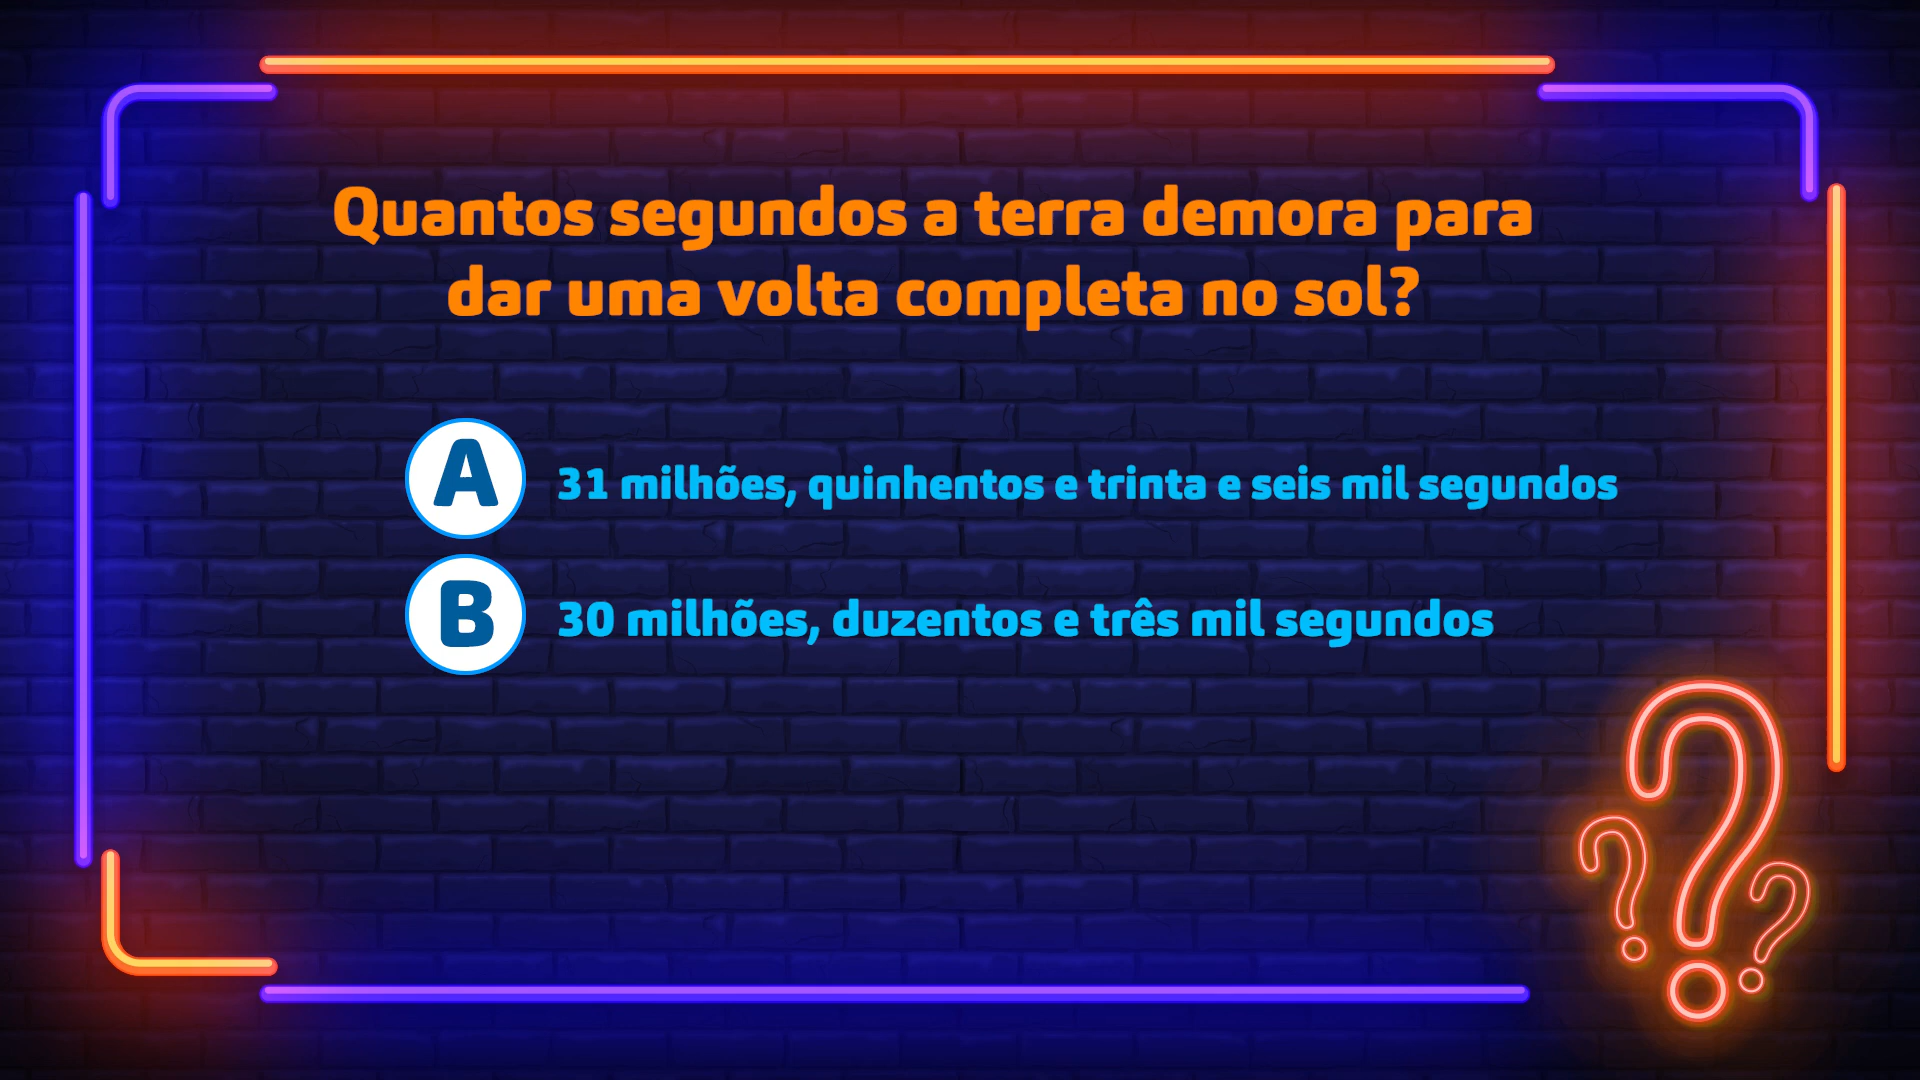 Quantos segundos a terra demora para
dar uma volta completa no sol?
A 31 milhões, quinhentos e trinta e seis mil segundos
B 30 milhões, duzentos e três mil segundos